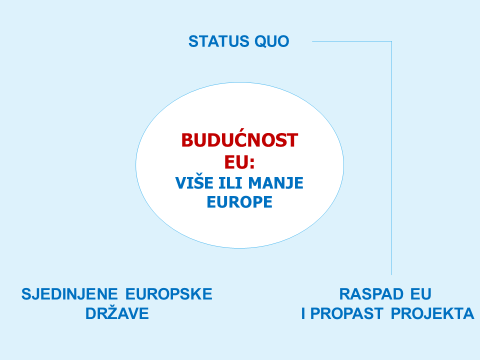 STATUS QUO
BUDUĆNOST
EU:
VIŠE ILI MANJE
EUROPE
SJEDINJENE EUROPSKE
DRŽAVE
RASPAD EU
I PROPAST PROJEKTA